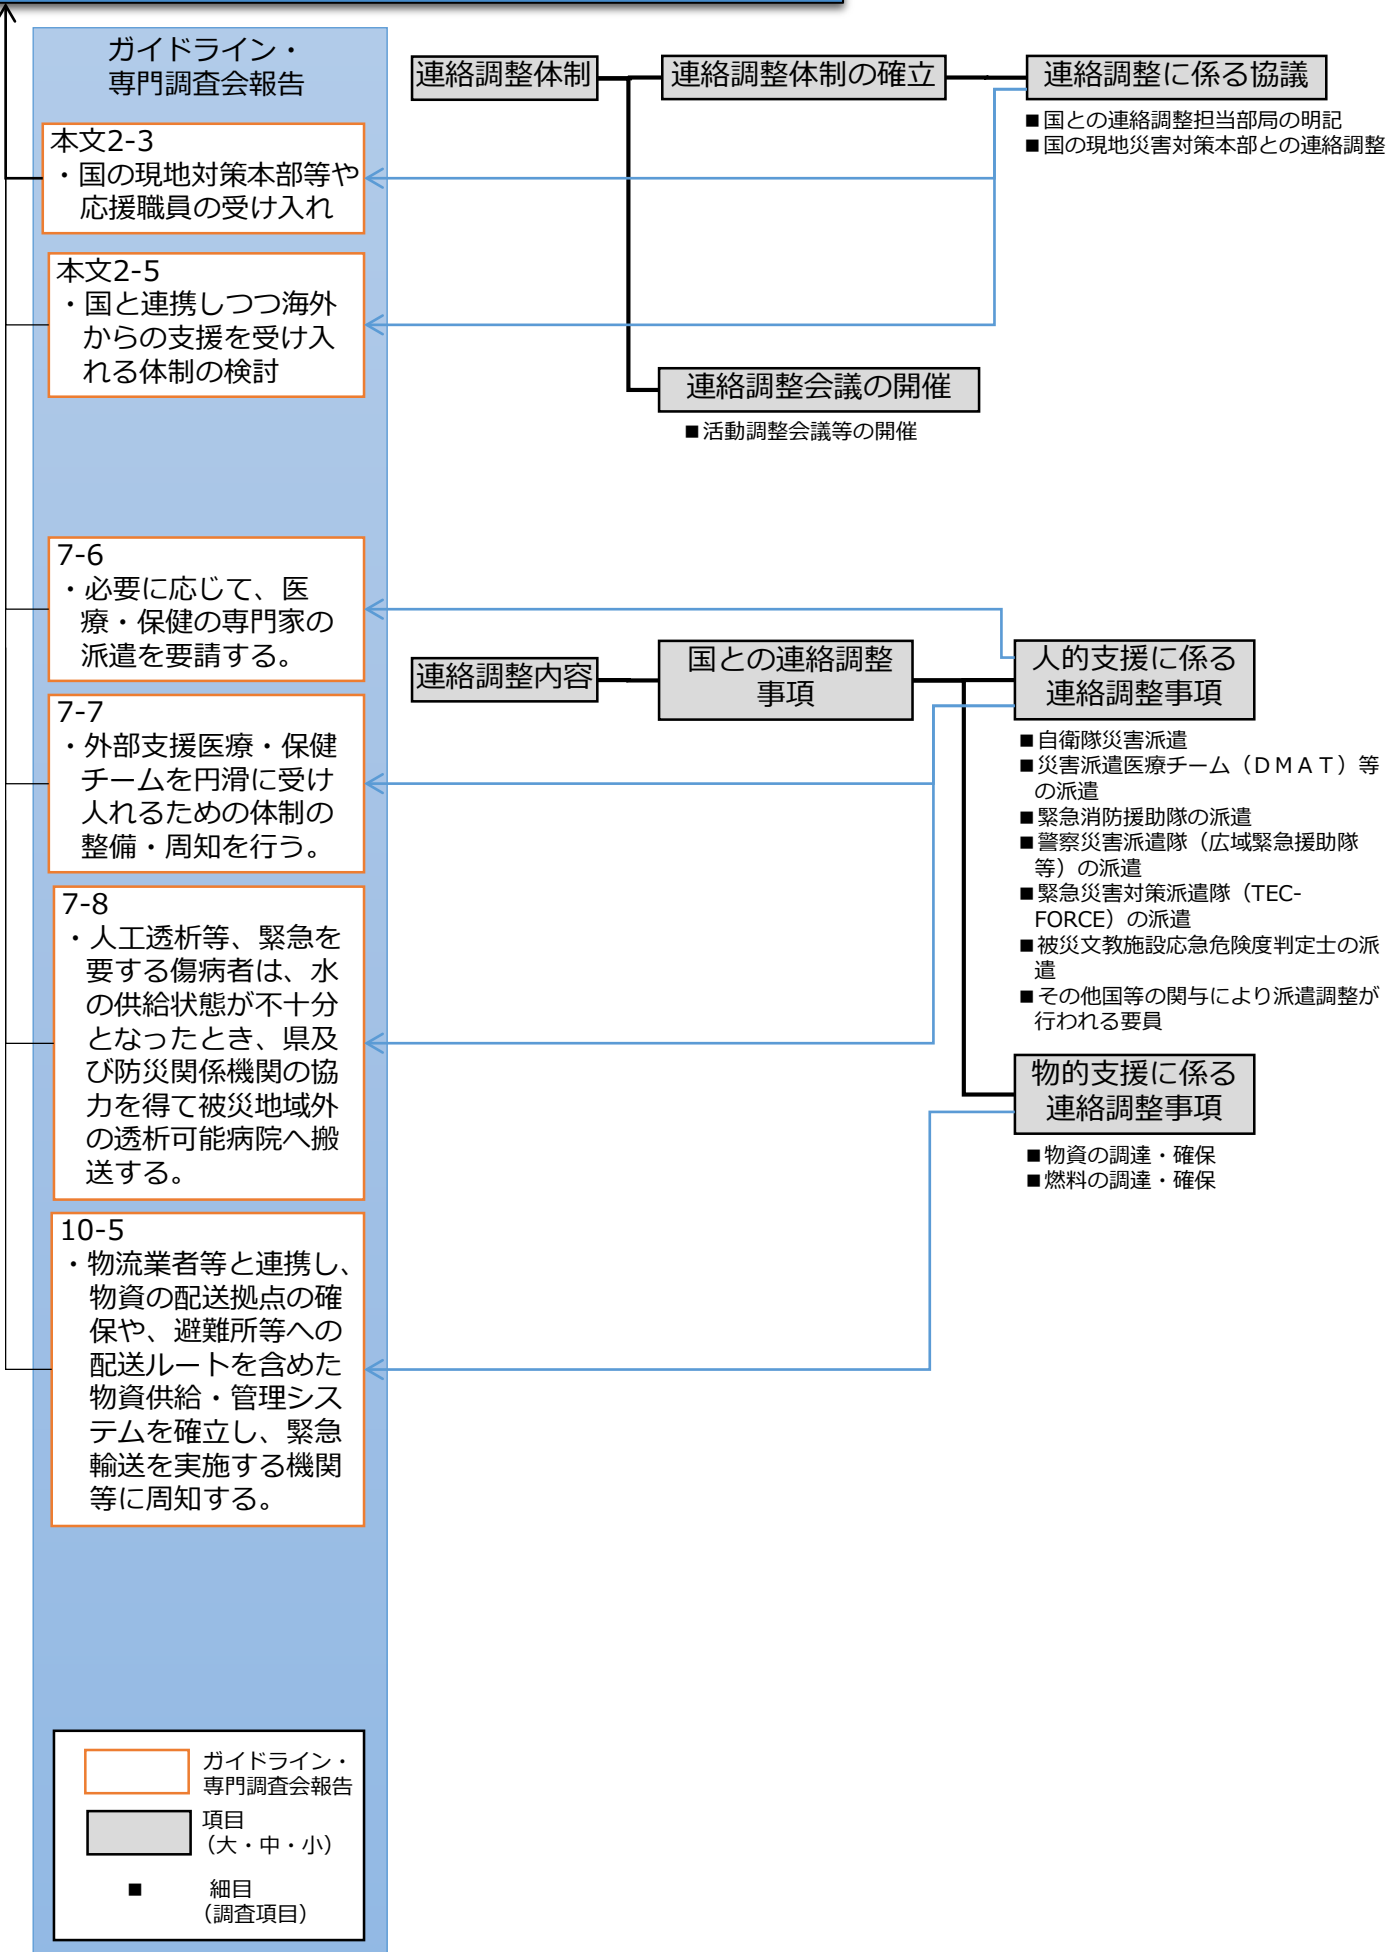 ガイドライン・
専門調査会報告
本文2-3
・国の現地対策本部等や
応援職員の受け入れ
本文2-5
・国と連携しつつ海外
からの支援を受け入
れる体制の検討
7-6
・必要に応じて、医
療・保健の専門家の
派遣を要請する。
7-7
・外部支援医療・保健
チームを円滑に受け
人れるための体制の
整備・周知を行う。
7-8
・人工透析等、緊急を
要する傷病者は、水
の供給状態が不十分
となったとき、県及
び防災関係機関の協
力を得て被災地域外
の透析可能病院へ搬
送する。
10-5
・物流業者等と連携し、
物資の配送拠点の確
保や、避難所等への
配送ルートを含めた
物資供給・管理シス
テムを確立し、緊急
輸送を実施する機関
等に周知する。
連絡調整体制
連絡調整体制の確立
連絡調整に係る協議
■国との連絡調整担当部局の明記
■国の現地災害対策本部との連絡調整
連絡調整会議の開催
■活動調整会議等の開催
連絡調整内容
国との連絡調整
事項
人的支援に係る
連絡調整事項
■自衛隊災害派遣
■災害派遣医療チーム（ＤＭＡＴ）等
の派遣
■緊急消防援助隊の派遣
■警察災害派遣隊（広域緊急援助隊
等）の派遣
■緊急災害対策派遣隊（TEC-
FORCE）の派遣
■被災文教施設応急危険度判定士の派
遣
■その他国等の関与により派遣調整が
行われる要員
物的支援に係る
連絡調整事項
■物資の調達・確保
■燃料の調達・確保
ガイドライン・
専門調査会報告
項目
（大・中・小）
■ 細目
（調査項目）